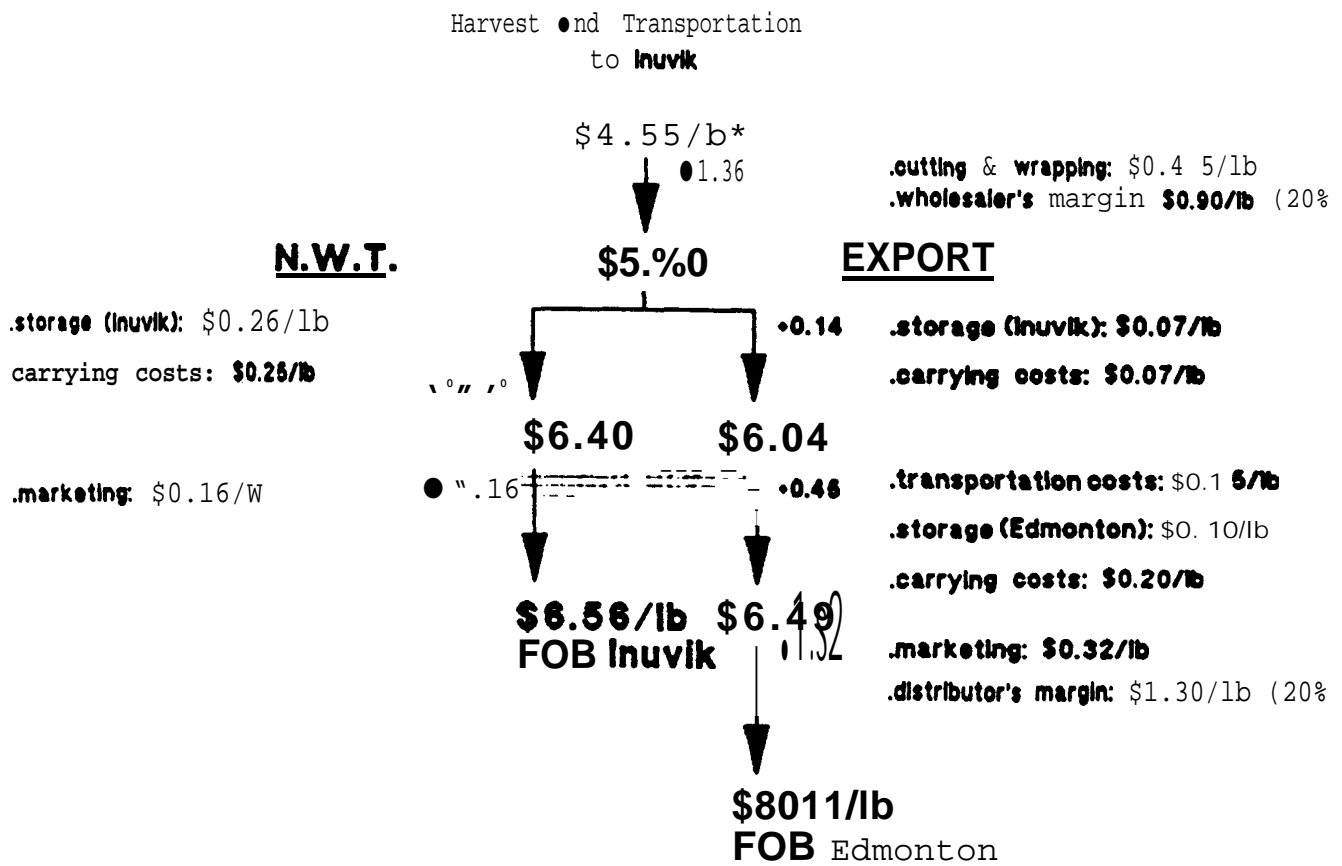 Harvest ●nd Transportation
to Inuvik
$4.55/b*
●1.36
.cutting & wrapping: $0.4 5/lb
.wholesaler's margin $0.90/lb (20%
N.W.T.
$5.%0
EXPORT
.storage (Inuvik): $0.26/lb
+0.14
.storage (Inuvik): $0.07/lb
carrying costs: $0.25/lb
.carrying costs: $0.07/lb
$6.40
$6.04
.marketing: $0.16/W
● ".16
+0.45
.transportation costs: $0.1 5/lb
.storage (Edmonton): $0. 10/lb
.carrying costs: $0.20/lb
$6.56/lb
FOB Inuvik
$6.49
.marketing: $0.32/lb
.distributor's margin: $1.30/lb (20%
$8011/lb
FOB Edmonton